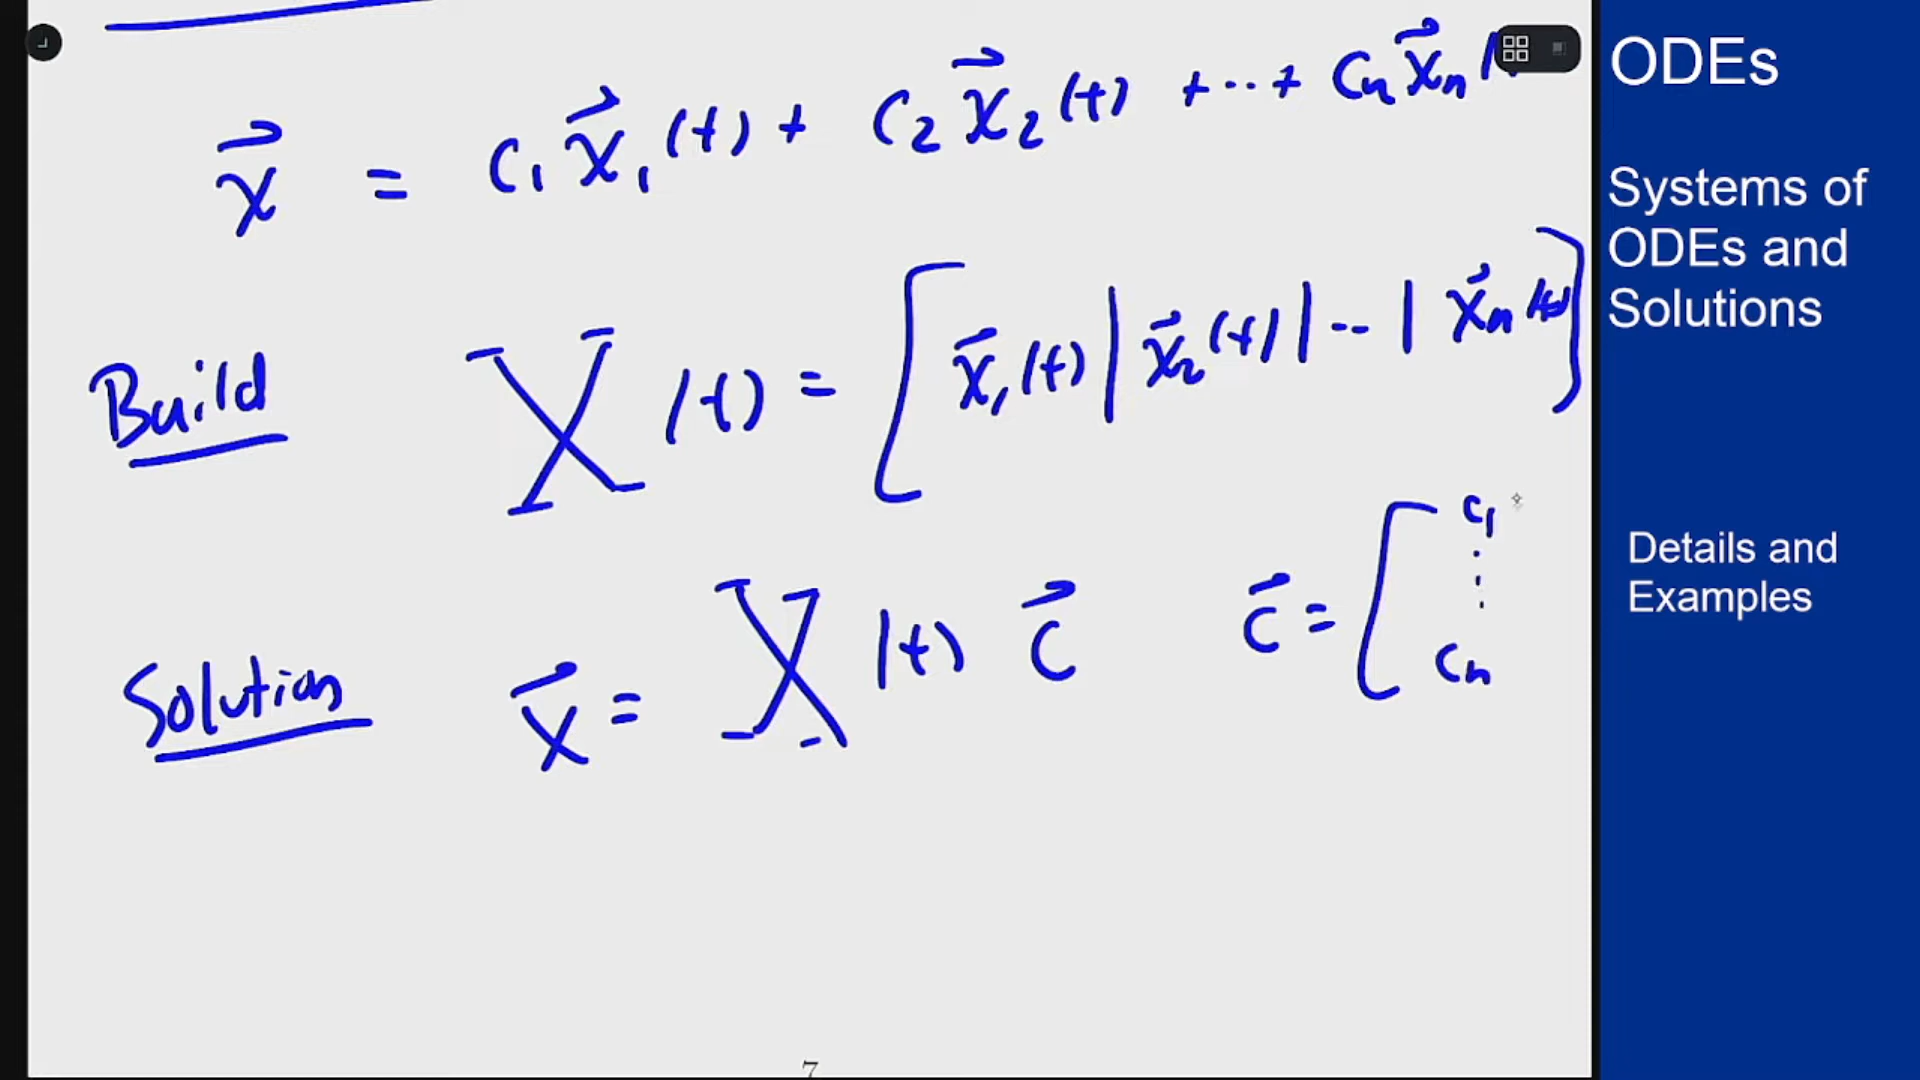 x⃗ = c₁x⃗₁(t) + c₂x⃗₂(t) + ... + cₙx⃗ₙ
Build X(t) = [x⃗₁(t) | x⃗₂(t) | -- | x⃗ₙ(t)]
Solution x⃗ = X(t) c⃗ c⃗ = [c₁ ⋮ cₙ
7
ODEs
Systems of
ODEs and
Solutions
Details and
Examples